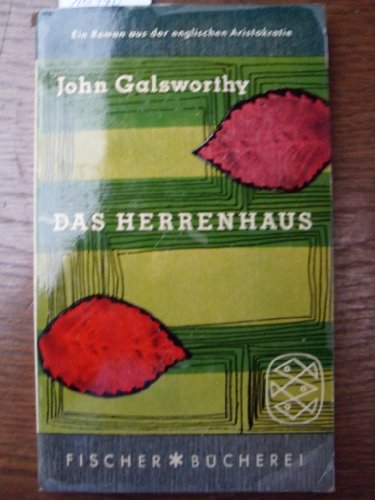 Ein Roman aus der englischen Aristokratie
John Galsworthy
DAS HERRENHAUS
FISCHER * BÜCHEREI